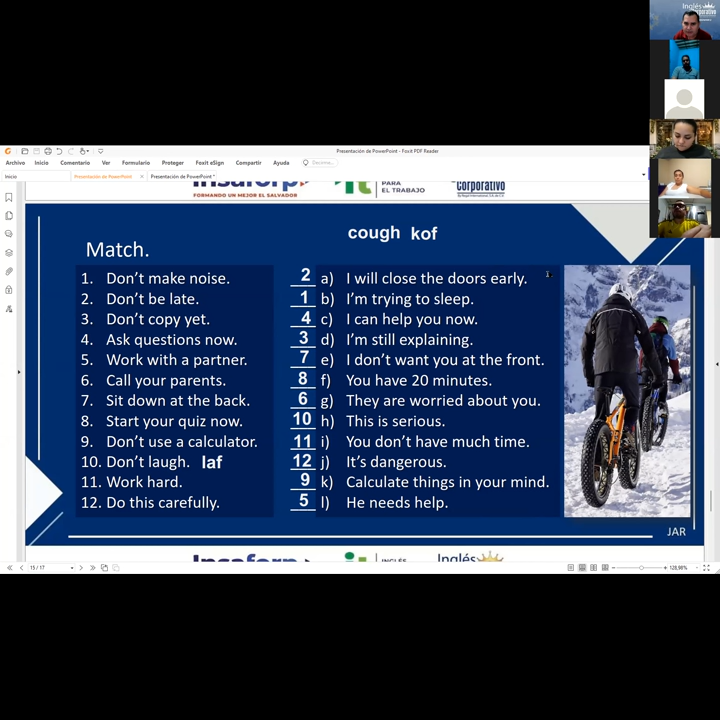 Inglés
corporativo
Presentación de PowerPoint - Foxit PDF Reader
Archivo Inicio Comentario Ver Formulario Proteger Foxit eSign Compartir Ayuda
Inicio Presentación de PowerPoint Presentación de PowerPoint *
FORMANDO UN MEJOR EL SALVADOR
PARA
EL TRABAJO
corporativo
cough kof
Match.
1. Don't make noise.
2. Don't be late.
3. Don't copy yet.
4. Ask questions now.
5. Work with a partner.
6. Call your parents.
7. Sit down at the back.
8. Start your quiz now.
9. Don't use a calculator.
10. Don't laugh. laf
11. Work hard.
12. Do this carefully.
2 a) I will close the doors early.
1 b) I'm trying to sleep.
4 c) I can help you now.
3 d) I'm still explaining.
7 e) I don't want you at the front.
8 f) You have 20 minutes.
6 g) They are worried about you.
10 h) This is serious.
11 i) You don't have much time.
12 j) It's dangerous.
9 k) Calculate things in your mind.
5 l) He needs help.
JAR
INGLÉS
Inglés
15 / 17
128,98%